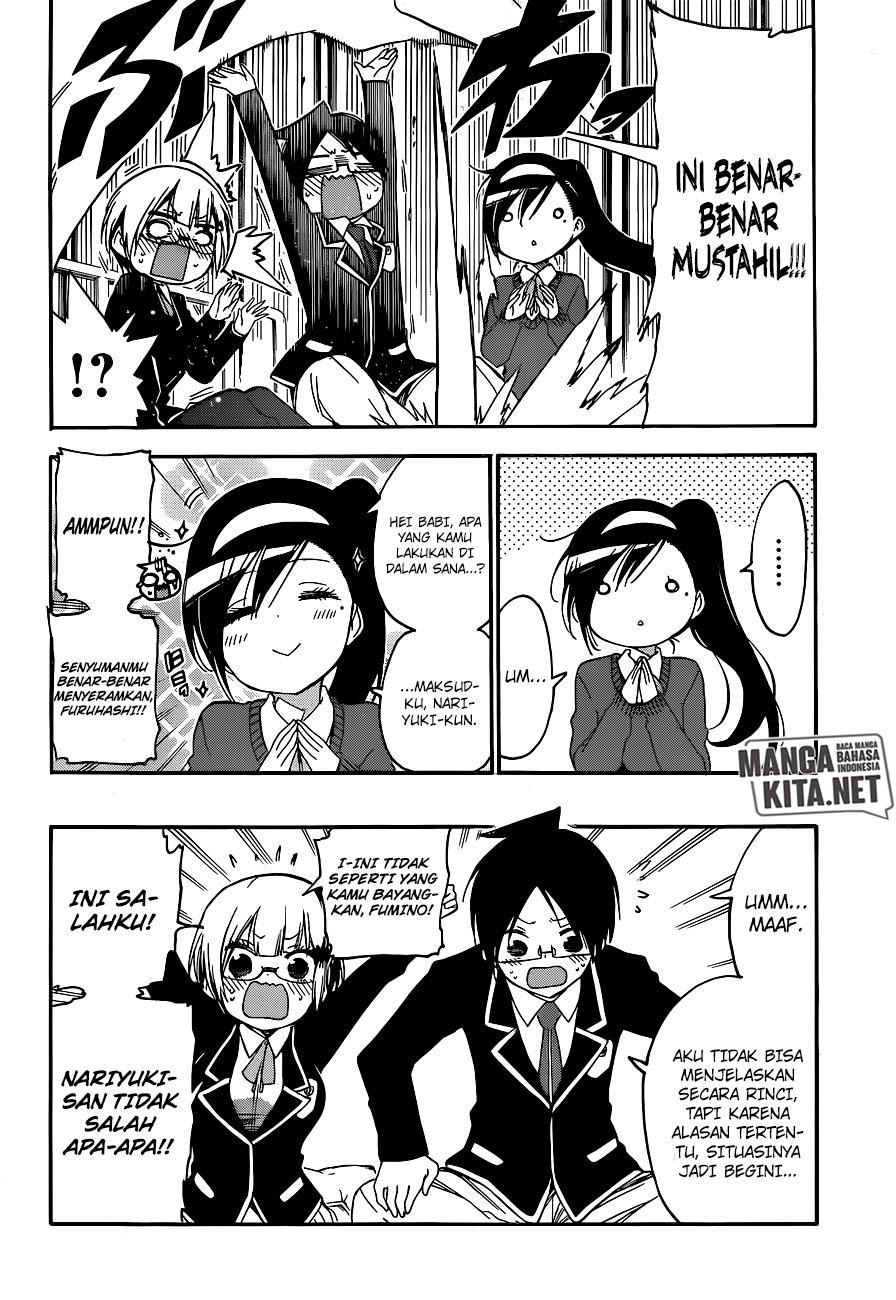 INI BENAR-
BENAR
MUSTAHIL!!!
わっ
ぶ
!?
......
UM...
HEI BABI, APA
YANG KAMU
LAKUKAN DI
DALAM SANA...?
...MAKSUD-
KU, NARI-
YUKI-KUN.
AMMPUN!!
SENYUMANMU
BENAR-BENAR
MENYERAMKAN,
FURUHASHI!!
MANGA
KITA.NET
BACA MANGA
BAHASA
INDONESIA
UMM...
MAAF.
AKU TIDAK BISA
MENJELASKAN
SECARA RINCI,
TAPI KARENA
ALASAN TERTEN-
TU, SITUASINYA
JADI BEGINI...
I-INI TIDAK
SEPERTI YANG
KAMU BAYANG-
KAN, FUMINO!
INI SA-
LAHKU!
NARIYUKI-
SAN TIDAK
SALAH
APA-APA!!